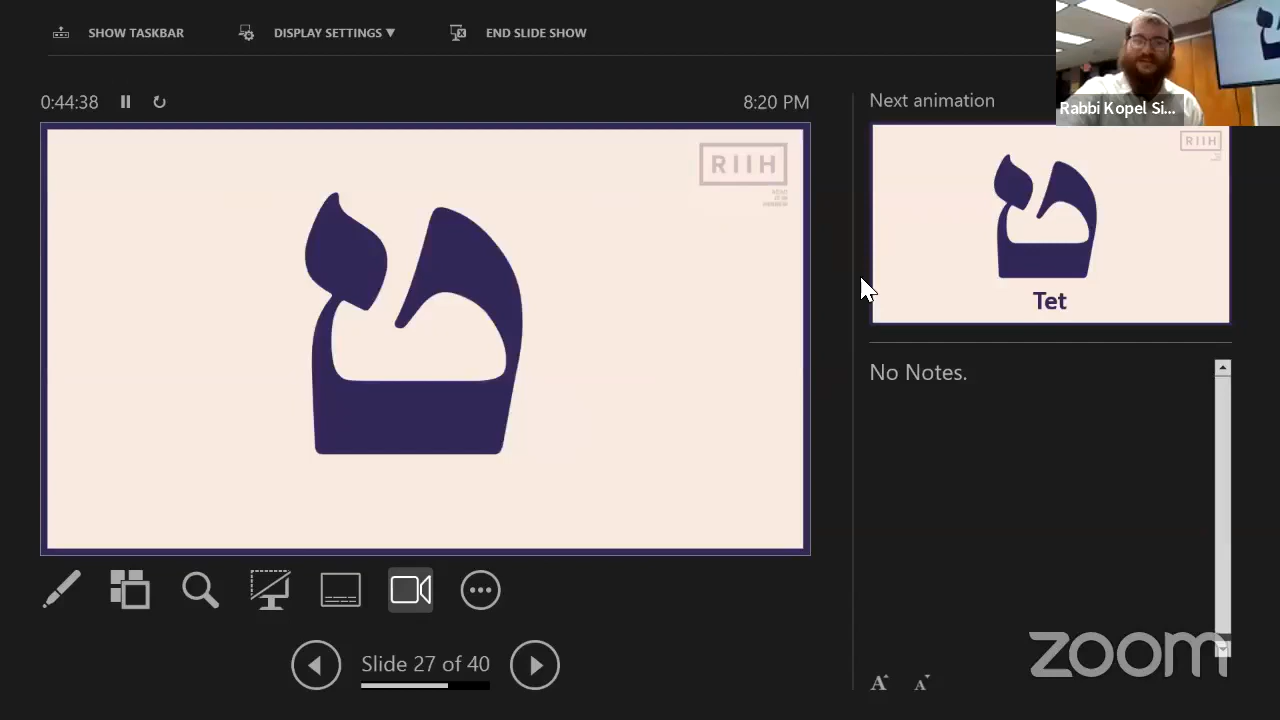 SHOW TASKBAR
DISPLAY SETTINGS ▼
END SLIDE SHOW
0:44:38
8:20 PM
Next animation
Rabbi Kopel Si...
RIIH
ט
RIIH
ט
Tet
No Notes.
Slide 27 of 40
A A
zoom